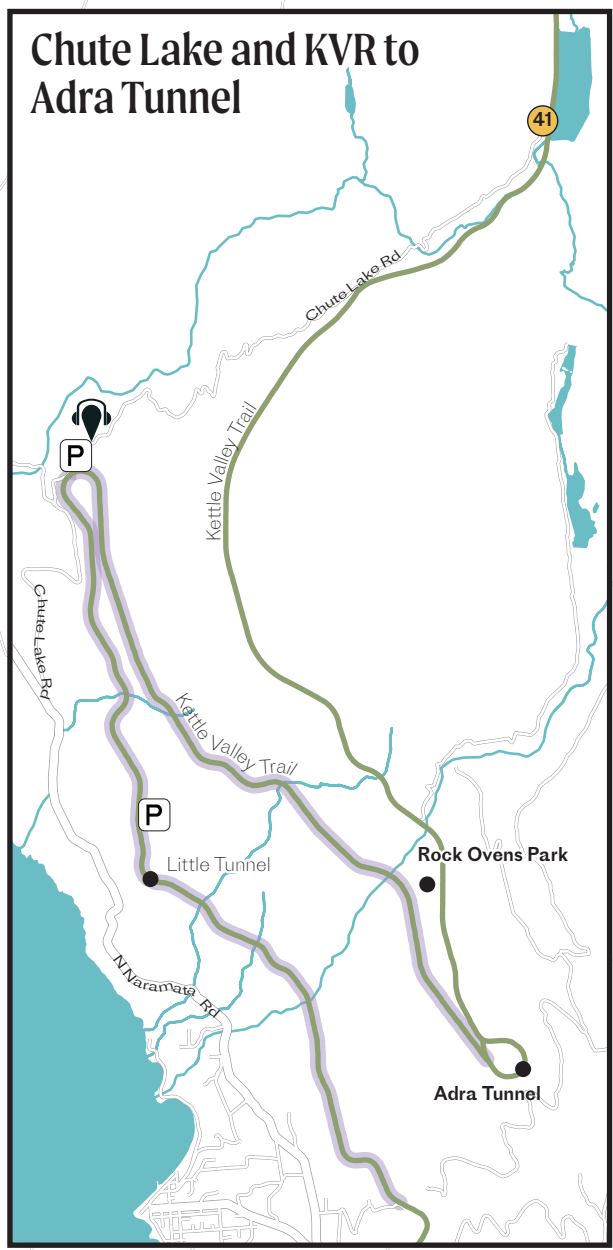 Chute Lake and KVR to
Adra Tunnel
41
Chute Lake Rd
Kettle Valley Trail
P
Chute Lake Rd
Kettle Valley Trail
P
Little Tunnel
Rock Ovens Park
N Naramata Rd
Adra Tunnel